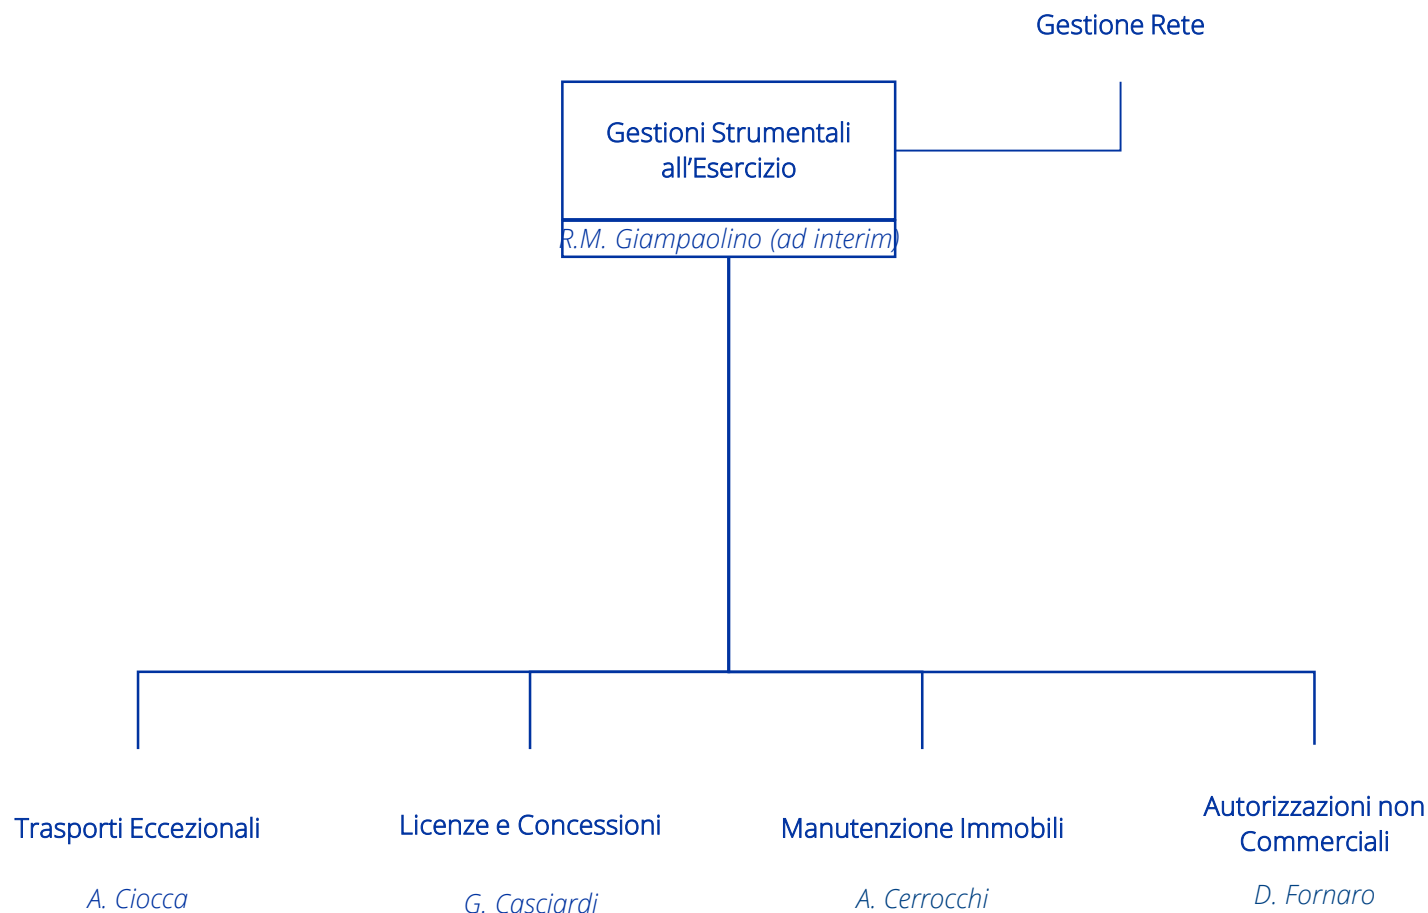 Gestione Rete
Gestioni Strumentali
all’Esercizio
R.M. Giampaolino (ad interim)
Trasporti Eccezionali
A. Ciocca
Licenze e Concessioni
G. Casciardi
Manutenzione Immobili
A. Cerrocchi
Autorizzazioni non
Commerciali
D. Fornaro